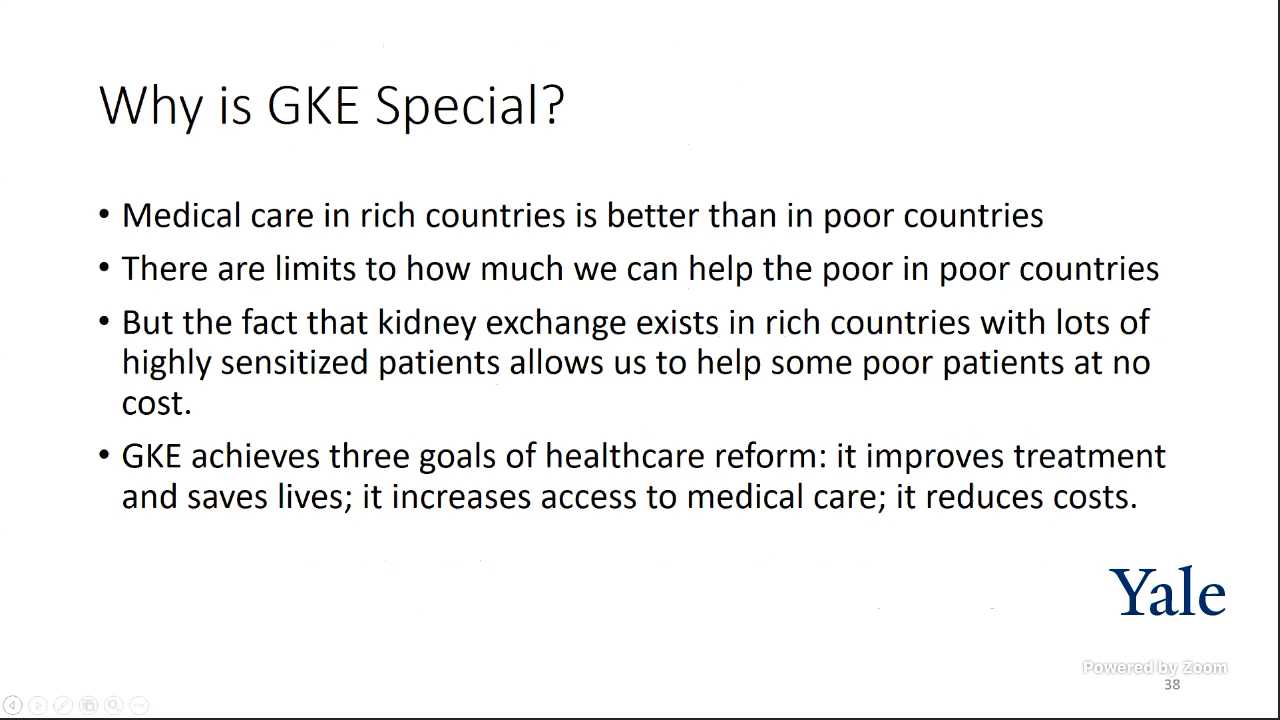 Why is GKE Special?
• Medical care in rich countries is better than in poor countries
• There are limits to how much we can help the poor in poor countries
• But the fact that kidney exchange exists in rich countries with lots of
highly sensitized patients allows us to help some poor patients at no
cost.
• GKE achieves three goals of healthcare reform: it improves treatment
and saves lives; it increases access to medical care; it reduces costs.
Yale
Powered by Zoom
38